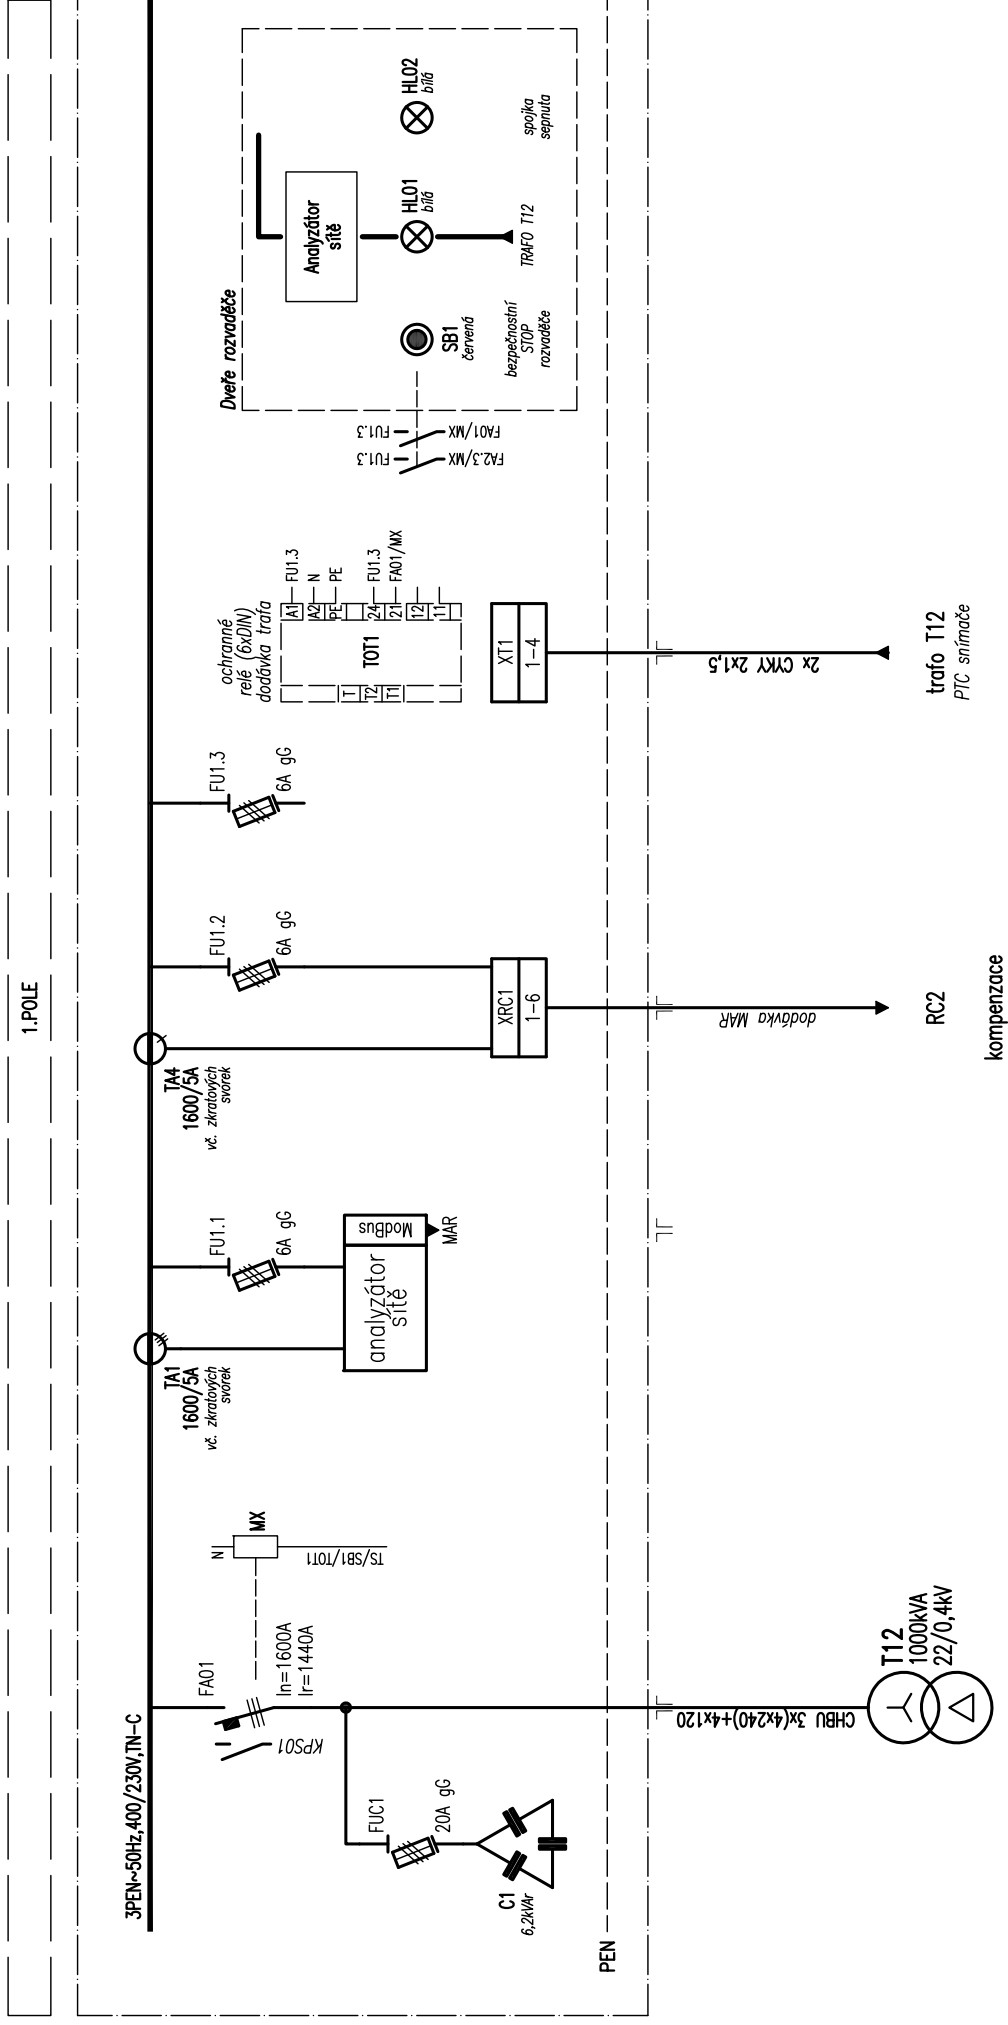 1.POLE
3PEN~50Hz,400/230V,TN-C
FA01
In=1600A
Ir=1440A
KPS01
MX
N
TS/SB1/TOT1
FUC1
20A gG
C1
6,2kVAr
PEN
CHBU 3x(4x240)+4x120
T12
1000kVA
22/0,4kV
TA1
1600/5A
vč. zkratových
svorek
FU1.1
6A gG
analyzátor
sítě
ModBus
MAR
TA4
1600/5A
vč. zkratových
svorek
FU1.2
6A gG
XRC1
1-6
dodávka MAR
RC2
kompenzace
FU1.3
6A gG
ochranné
relé (6xDIN)
dodávka trafa
TOT1
T
T2
T1
A1
A2
PE
24
21
12
11
FU1.3
N
PE
FU1.3
FA01/MX
XT1
1-4
2x CYKY 2x1,5
trafo T12
PTC snímače
FU1.3
FA2.3/MX
FU1.3
FA01/MX
Dveře rozvaděče
SB1
červená
bezpečnostní
STOP
rozvaděče
Analyzátor
sítě
HL01
bílá
TRAFO T12
HL02
bílá
spojka
sepnuta